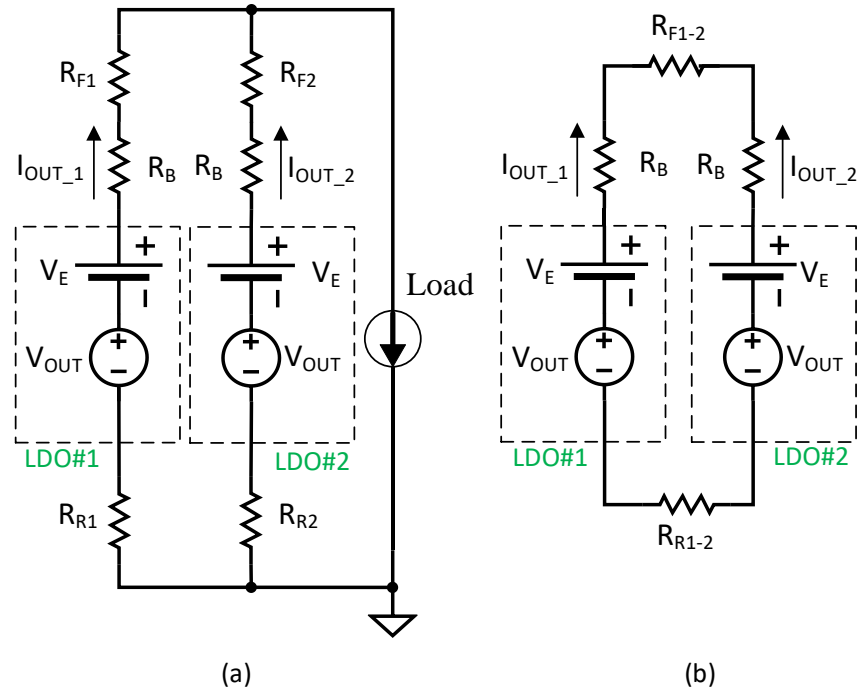 R_F1
R_F2
I_OUT_1
R_B
R_B
I_OUT_2
V_E
+
−
+
−
V_E
V_OUT
+
−
+
−
V_OUT
LDO#1
LDO#2
Load
R_R1
R_R2
(a)
R_F1-2
I_OUT_1
R_B
R_B
I_OUT_2
V_E
+
−
+
−
V_E
V_OUT
+
−
+
−
V_OUT
LDO#1
LDO#2
R_R1-2
(b)